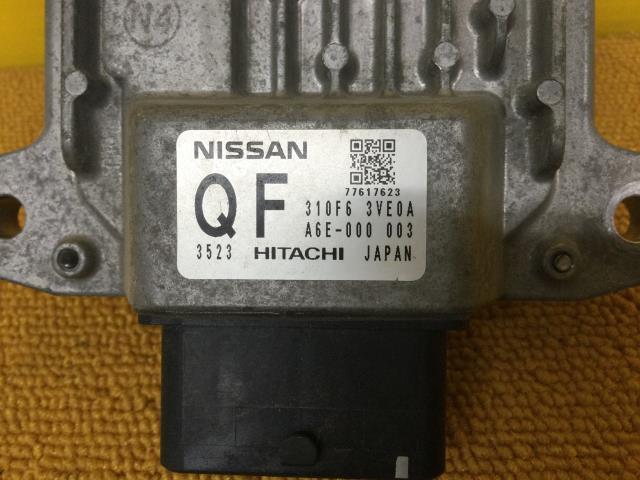 N4
NISSAN
77617623
QF 310F6 3VE0A
A6E-000 003
3523 HITACHI JAPAN